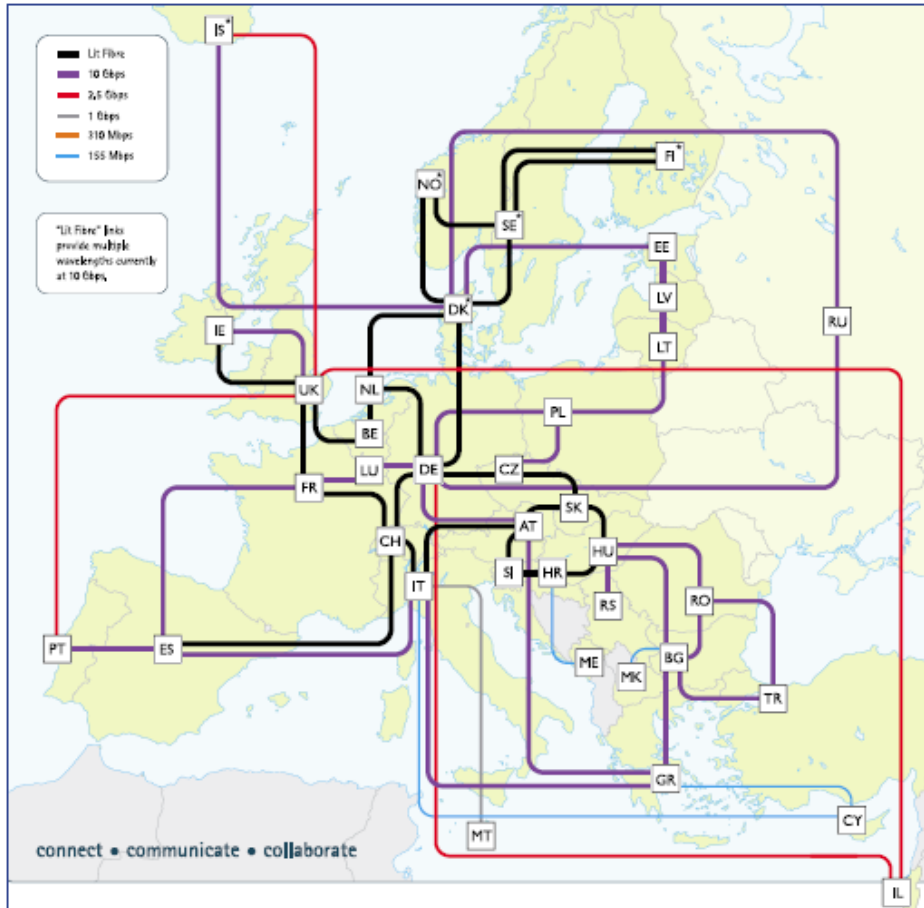 IS*
Lit Fibre
10 Gbps
2,5 Gbps
1 Gbps
310 Mbps
155 Mbps
"Lit Fibre" links
provide multiple
wavelengths currently
at 10 Gbps.
FI*
NO*
SE*
EE
LV
DK*
RU
IE
LT
UK
NL
PL
BE
LU
DE
CZ
FR
SK
AT
CH
HU
SI
HR
IT
RS
RO
PT
ES
ME
BG
MK
TR
GR
CY
MT
connect • communicate • collaborate
IL